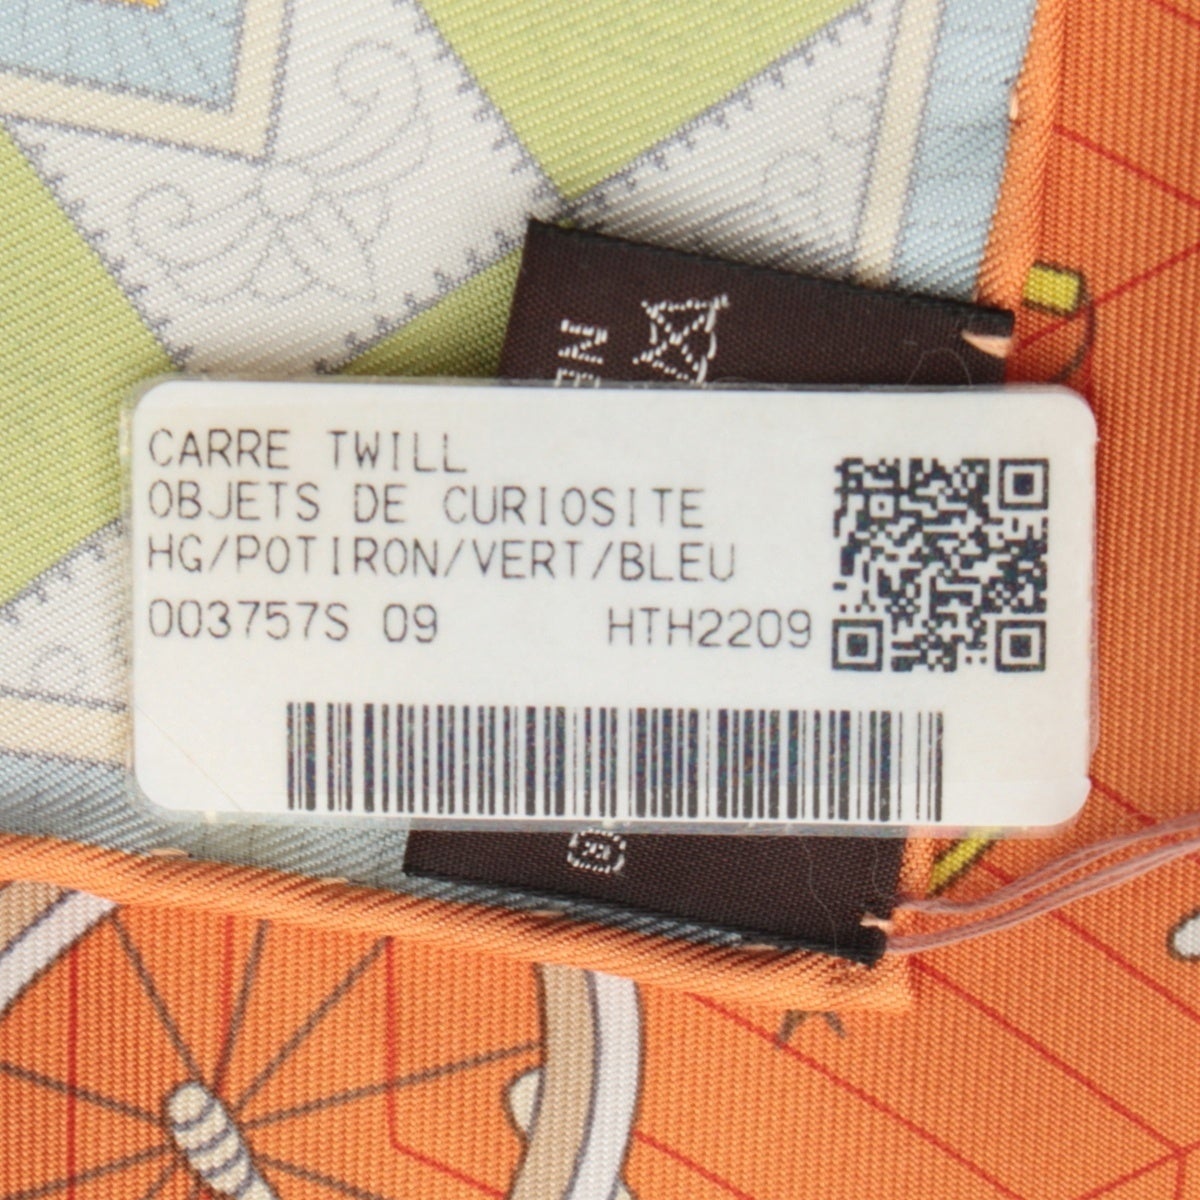 CARRE TWILL
OBJETS DE CURIOSITE
HG/POTIRON/VERT/BLEU
003757S 09 HTH2209